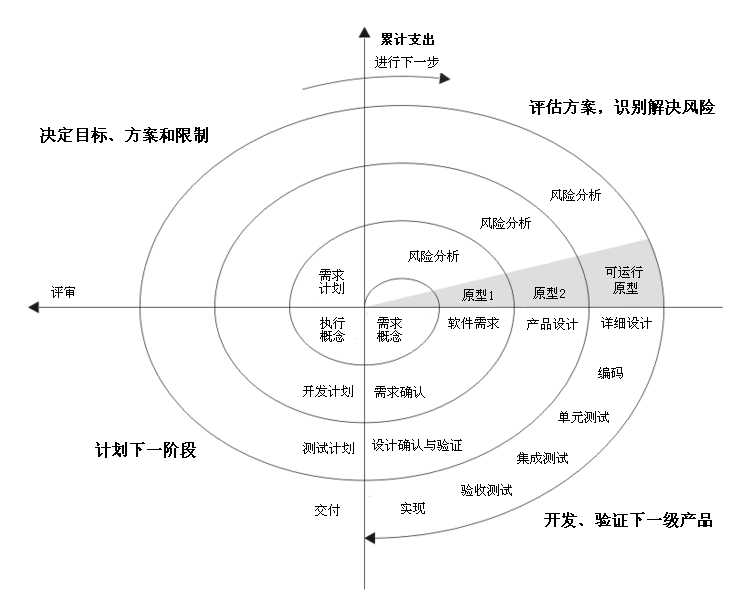 累计支出
进行下一步
评估方案，识别解决风险
决定目标、方案和限制
风险分析
风险分析
风险分析
需求
计划
可运行
原型
评审
原型1
原型2
执行
概念
需求
概念
软件需求
产品设计
详细设计
编码
开发计划
需求确认
单元测试
计划下一阶段
测试计划
设计确认与验证
集成测试
验收测试
交付
实现
开发、验证下一级产品